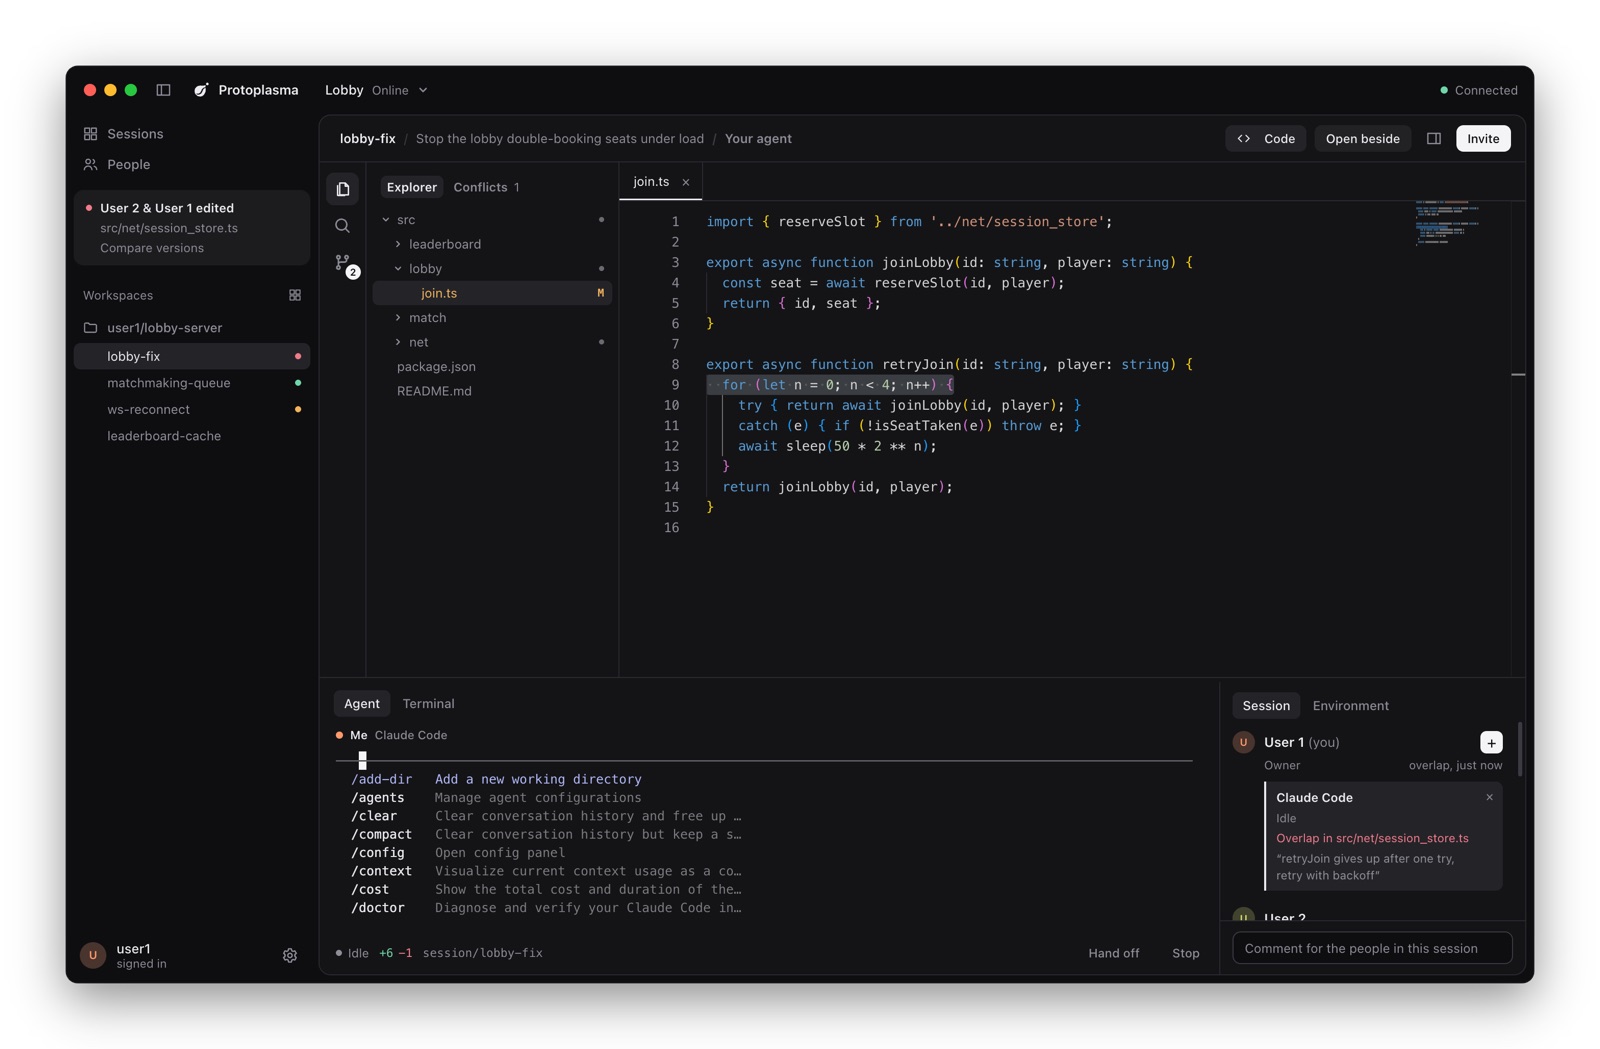 Protoplasma
Lobby Online
Connected
Sessions
People
User 2 & User 1 edited
src/net/session_store.ts
Compare versions
Workspaces
user1/lobby-server
lobby-fix
matchmaking-queue
ws-reconnect
leaderboard-cache
U
user1
signed in
lobby-fix / Stop the lobby double-booking seats under load / Your agent
<> Code
Open beside
Invite
2
Explorer
Conflicts 1
src
leaderboard
lobby
join.ts M
match
net
package.json
README.md
join.ts ×
1 import { reserveSlot } from '../net/session_store';
2
3 export async function joinLobby(id: string, player: string) {
4 const seat = await reserveSlot(id, player);
5 return { id, seat };
6 }
7
8 export async function retryJoin(id: string, player: string) {
9 for (let n = 0; n < 4; n++) {
10 try { return await joinLobby(id, player); }
11 catch (e) { if (!isSeatTaken(e)) throw e; }
12 await sleep(50 * 2 ** n);
13 }
14 return joinLobby(id, player);
15 }
16
Agent
Terminal
Me Claude Code
/add-dir Add a new working directory
/agents Manage agent configurations
/clear Clear conversation history and free up …
/compact Clear conversation history but keep a s…
/config Open config panel
/context Visualize current context usage as a co…
/cost Show the total cost and duration of the…
/doctor Diagnose and verify your Claude Code in…
Idle +6 −1 session/lobby-fix
Hand off
Stop
Session
Environment
U User 1 (you) +
Owner overlap, just now
Claude Code ×
Idle
Overlap in src/net/session_store.ts
“retryJoin gives up after one try,
retry with backoff”
U User 2
Comment for the people in this session